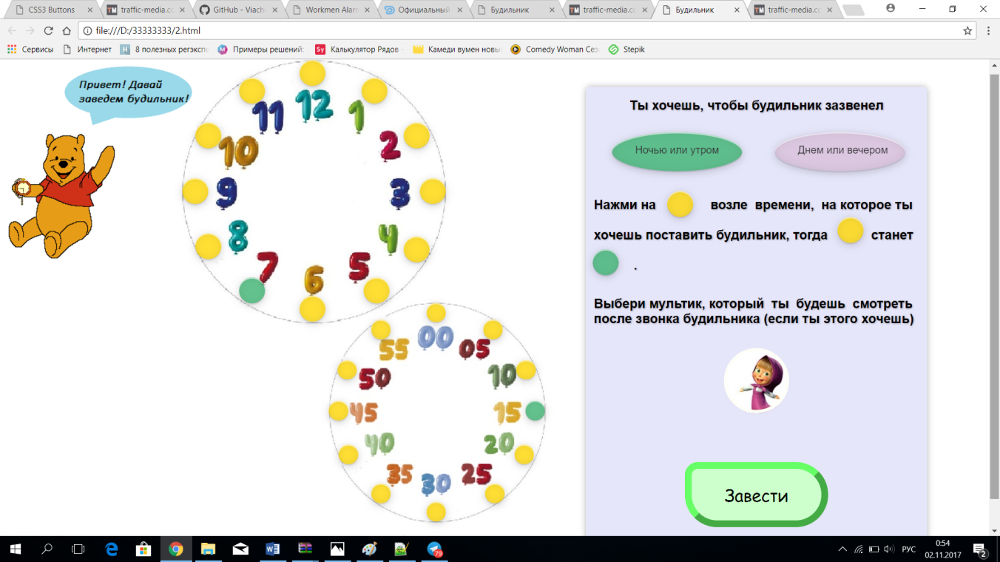 CSS3 Buttons
traffic-media.co
GitHub - Viache
Workmen Alarm
Официальный
Будильник
traffic-media.co
Будильник
traffic-media.co
file:///D:/33333333/2.html
Сервисы
Интернет
8 полезных регэкспо
Примеры решений:
Калькулятор Рядов -
Камеди вумен новы
Comedy Woman Сез
Stepik
Привет! Давай
заведем будильник!
12
1
2
3
4
5
6
7
8
9
10
11
00
05
10
15
20
25
30
35
40
45
50
55
Ты хочешь, чтобы будильник зазвенел
Ночью или утром
Днем или вечером
Нажми на возле времени, на которое ты
хочешь поставить будильник, тогда станет
.
Выбери мультик, который ты будешь смотреть
после звонка будильника (если ты этого хочешь)
Завести
79
РУС
0:54
02.11.2017
2